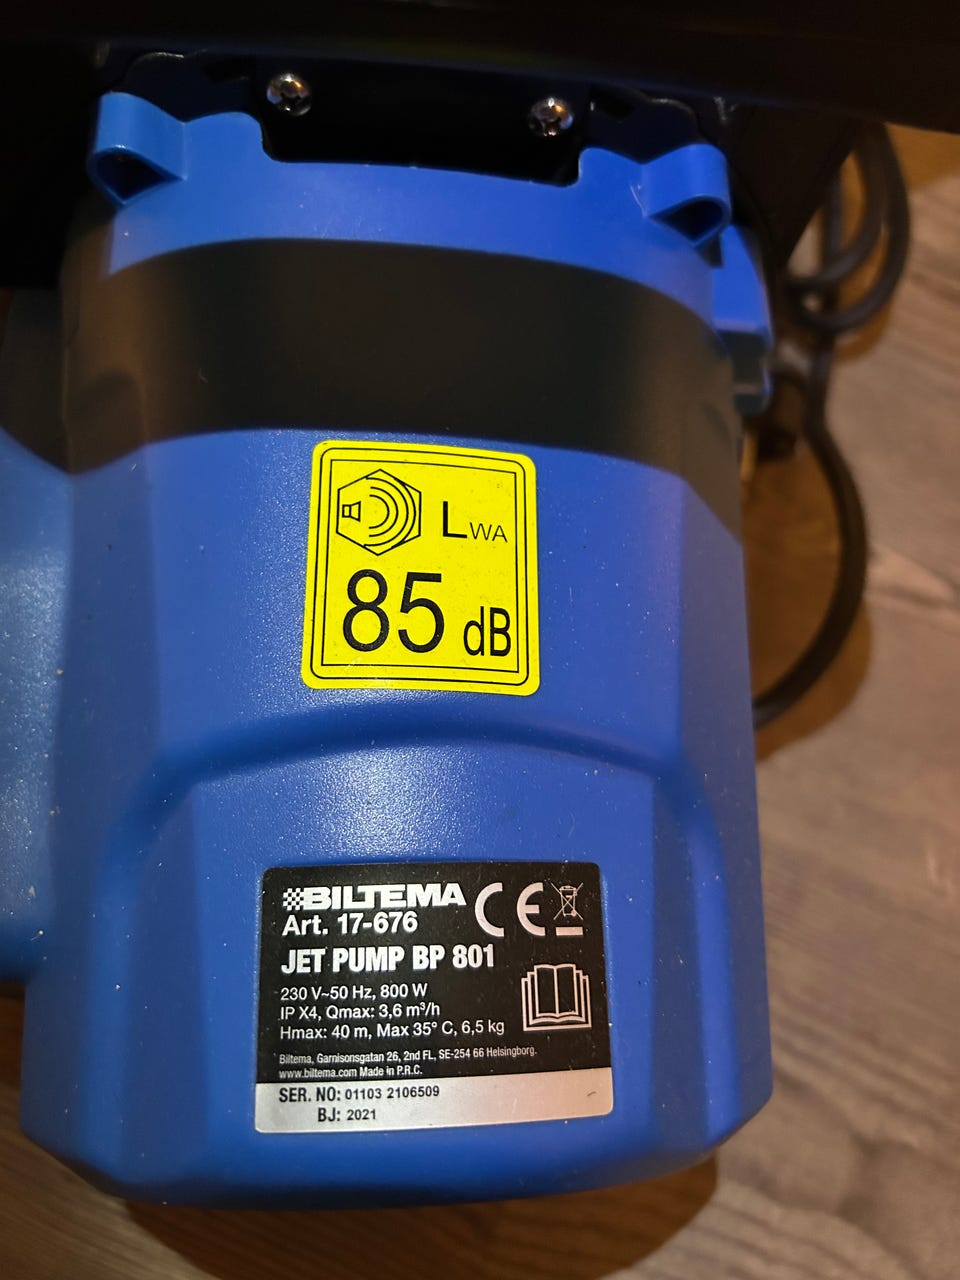 LWA
85 dB
BILTEMA CE
Art. 17-676
JET PUMP BP 801
230 V~50 Hz, 800 W
IP X4, Qmax: 3,6 m³/h
Hmax: 40 m, Max 35° C, 6,5 kg
Biltema, Garnisonsgatan 26, 2nd FL, SE-254 66 Helsingborg.
www.biltema.com Made in P.R.C.
SER. NO: 01103 2106509
BJ: 2021